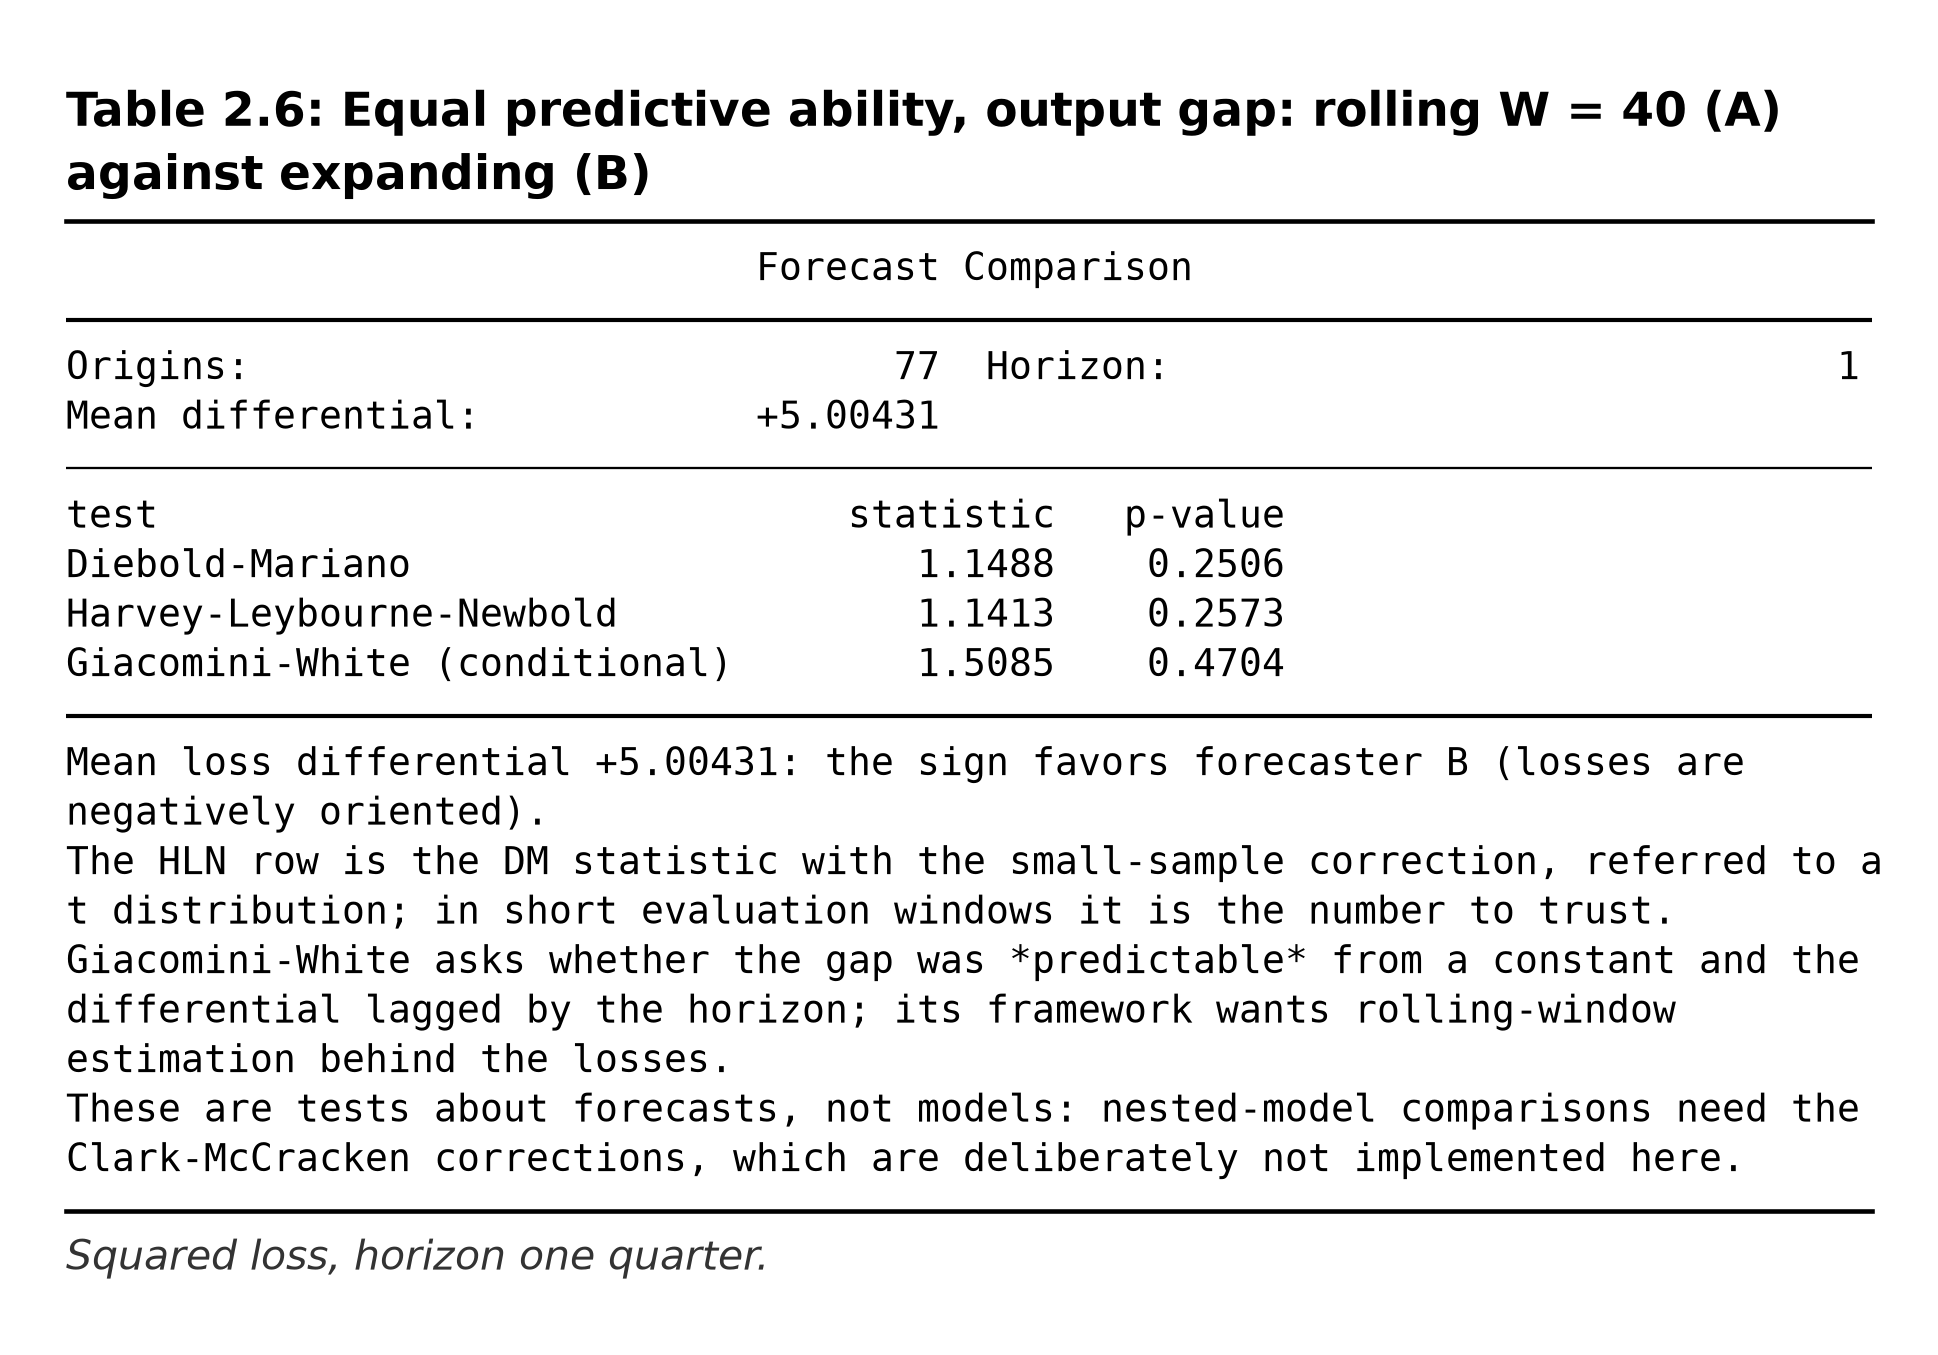 Table 2.6: Equal predictive ability, output gap: rolling W = 40 (A)
against expanding (B)
Forecast Comparison
Origins: 77 Horizon: 1
Mean differential: +5.00431
test statistic p-value
Diebold-Mariano 1.1488 0.2506
Harvey-Leybourne-Newbold 1.1413 0.2573
Giacomini-White (conditional) 1.5085 0.4704
Mean loss differential +5.00431: the sign favors forecaster B (losses are
negatively oriented).
The HLN row is the DM statistic with the small-sample correction, referred to a
t distribution; in short evaluation windows it is the number to trust.
Giacomini-White asks whether the gap was *predictable* from a constant and the
differential lagged by the horizon; its framework wants rolling-window
estimation behind the losses.
These are tests about forecasts, not models: nested-model comparisons need the
Clark-McCracken corrections, which are deliberately not implemented here.
Squared loss, horizon one quarter.